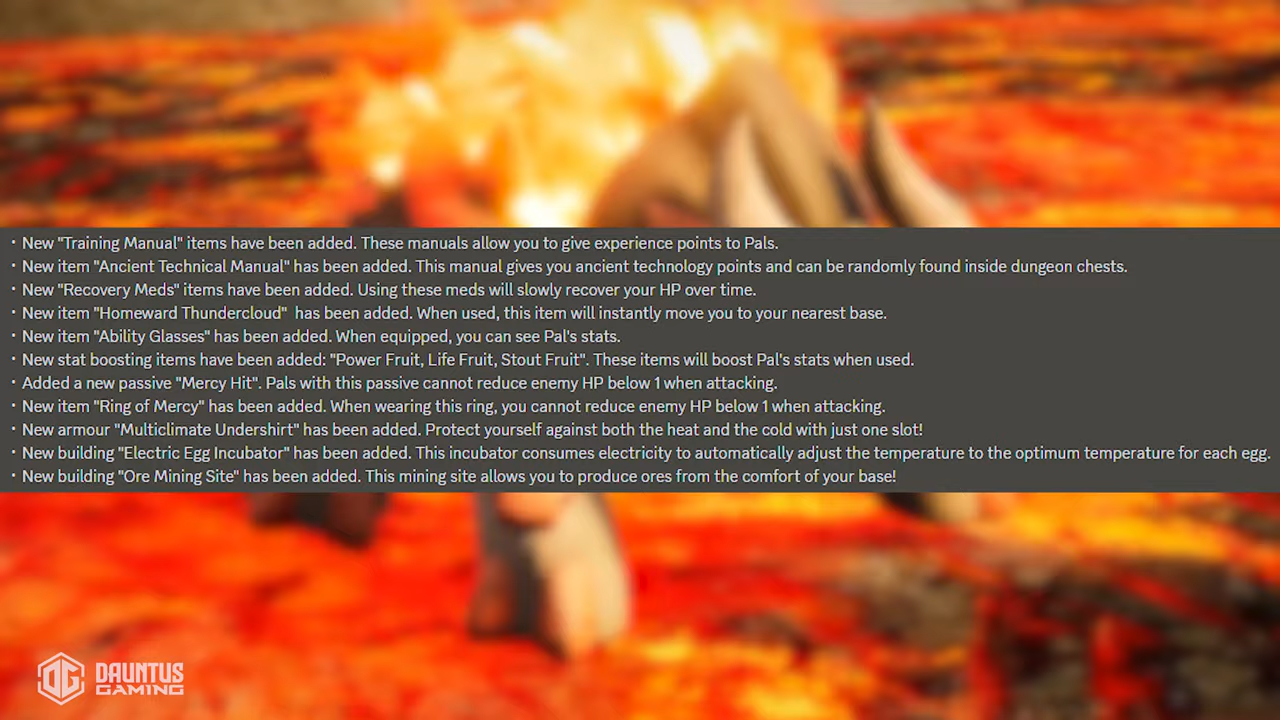 · New "Training Manual" items have been added. These manuals allow you to give experience points to Pals.
· New item "Ancient Technical Manual" has been added. This manual gives you ancient technology points and can be randomly found inside dungeon chests.
· New "Recovery Meds" items have been added. Using these meds will slowly recover your HP over time.
· New item "Homeward Thundercloud"  has been added. When used, this item will instantly move you to your nearest base.
· New item "Ability Glasses" has been added. When equipped, you can see Pal's stats.
· New stat boosting items have been added: "Power Fruit, Life Fruit, Stout Fruit". These items will boost Pal's stats when used.
· Added a new passive "Mercy Hit". Pals with this passive cannot reduce enemy HP below 1 when attacking.
· New item "Ring of Mercy" has been added. When wearing this ring, you cannot reduce enemy HP below 1 when attacking.
· New armour "Multiclimate Undershirt" has been added. Protect yourself against both the heat and the cold with just one slot!
· New building "Electric Egg Incubator" has been added. This incubator consumes electricity to automatically adjust the temperature to the optimum temperature for each egg.
· New building "Ore Mining Site" has been added. This mining site allows you to produce ores from the comfort of your base!
DG DAUNTUS
GAMING